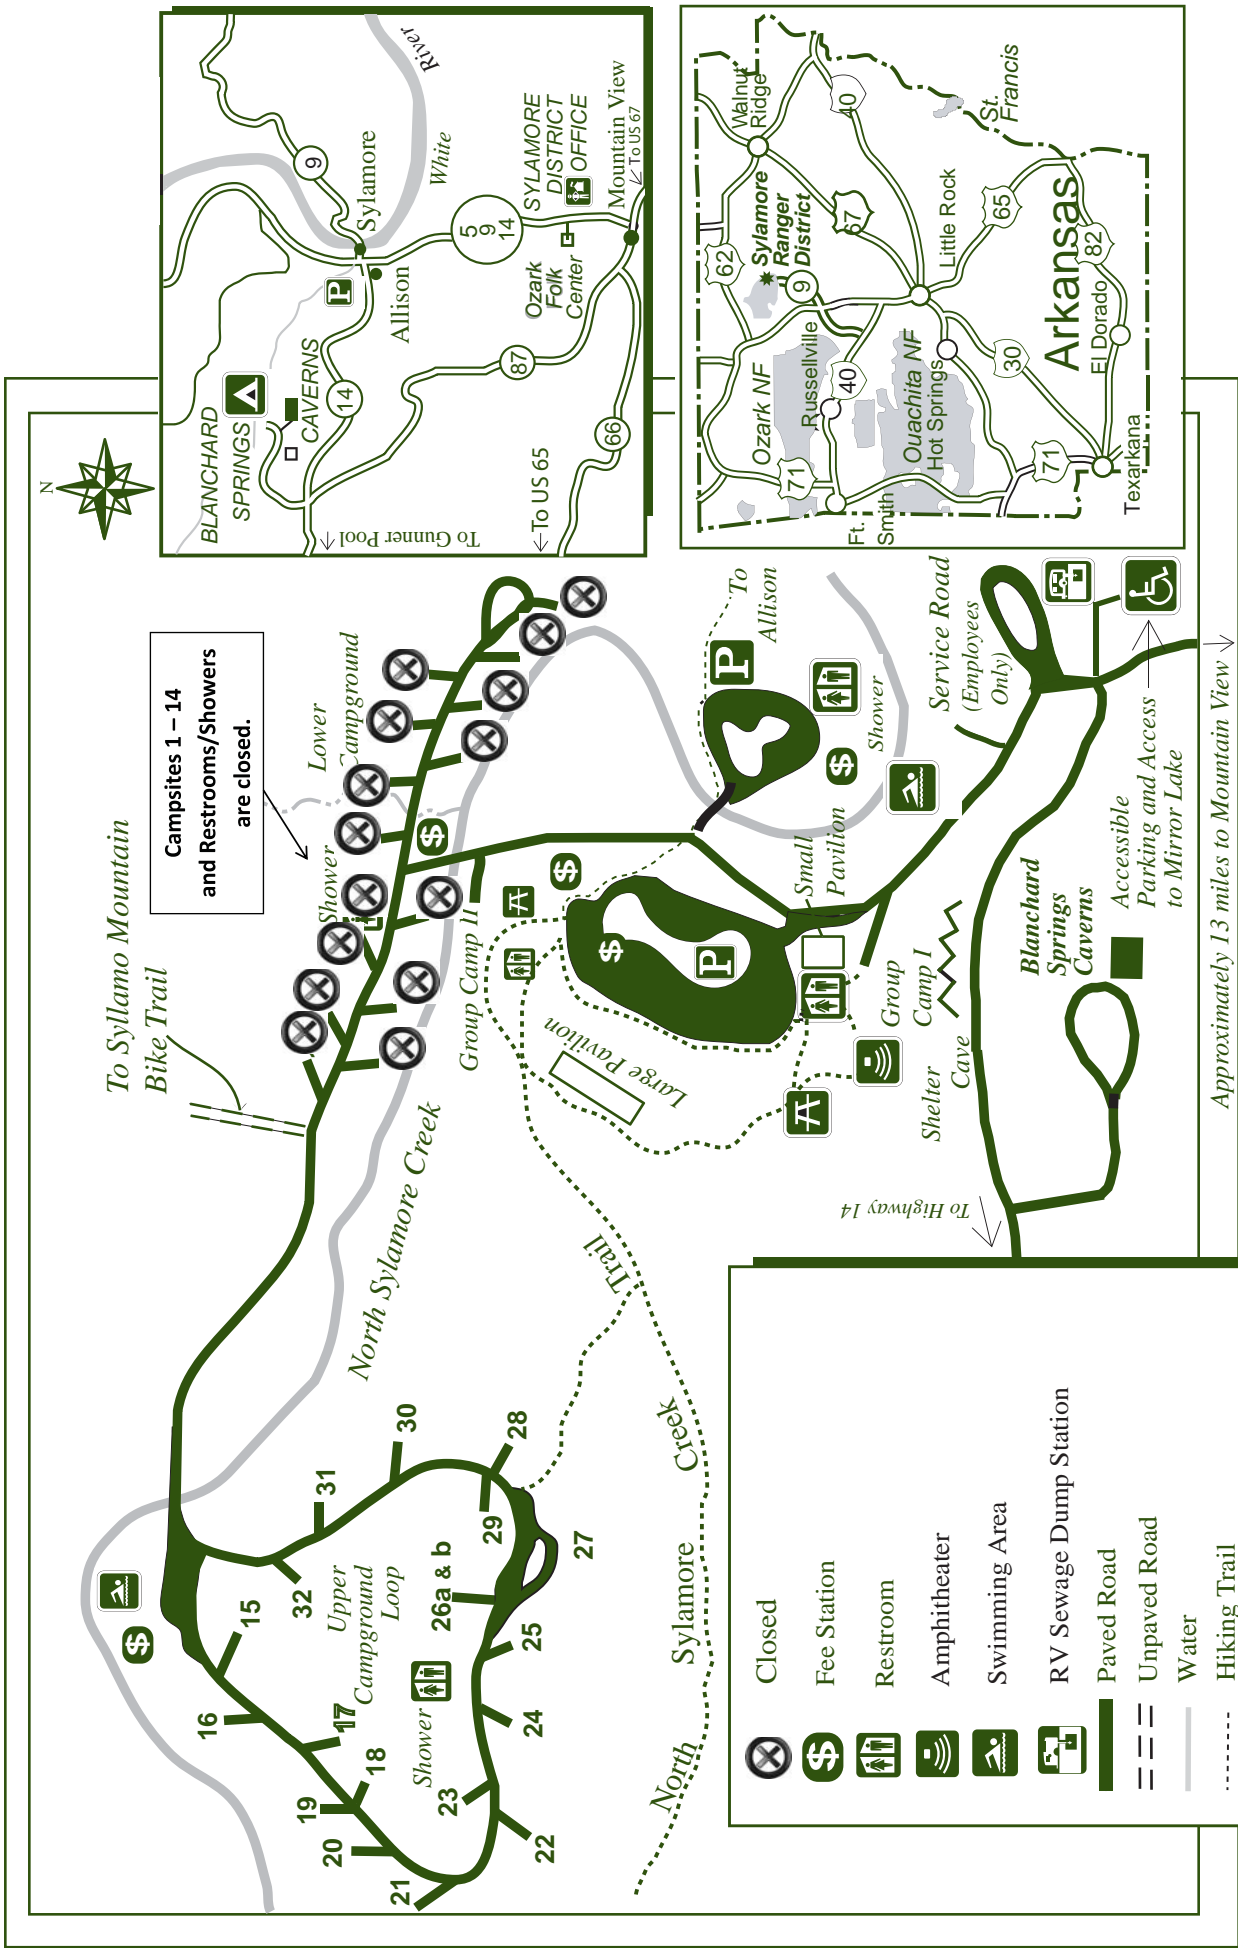 Campsites 1 – 14
and Restrooms/Showers
are closed.
To Syllamo Mountain
Bike Trail
Shower
Lower
Campground
North Sylamore Creek
Group Camp II
Large Pavilion
Small
Pavilion
Group
Camp I
Shelter
Cave
To
Allison
Shower
Service Road
(Employees
Only)
Blanchard
Springs
Caverns
Accessible
Parking and Access
to Mirror Lake
Approximately 13 miles to Mountain View
To Highway 14
Trail
Creek
Sylamore
North
Upper
Campground
Loop
Shower
15
16
17
18
19
20
21
22
23
24
25
26a & b
27
28
29
30
31
32
$
$
$
$
$
P
P
N
BLANCHARD
SPRINGS
CAVERNS
P
Allison
Sylamore
River
White
9
14
87
66
5
9
14
SYLAMORE
DISTRICT
OFFICE
Ozark
Folk
Center
Mountain View
To US 67
To US 65
To Gunner Pool
Walnut
Ridge
Sylamore
Ranger
District
Ozark NF
Russellville
Ouachita NF
Hot Springs
Little Rock
St.
Francis
Arkansas
El Dorado
Texarkana
Ft.
Smith
62
67
40
9
40
65
82
30
71
71
Closed
$ Fee Station
Restroom
Amphitheater
Swimming Area
RV Sewage Dump Station
Paved Road
Unpaved Road
Water
Hiking Trail